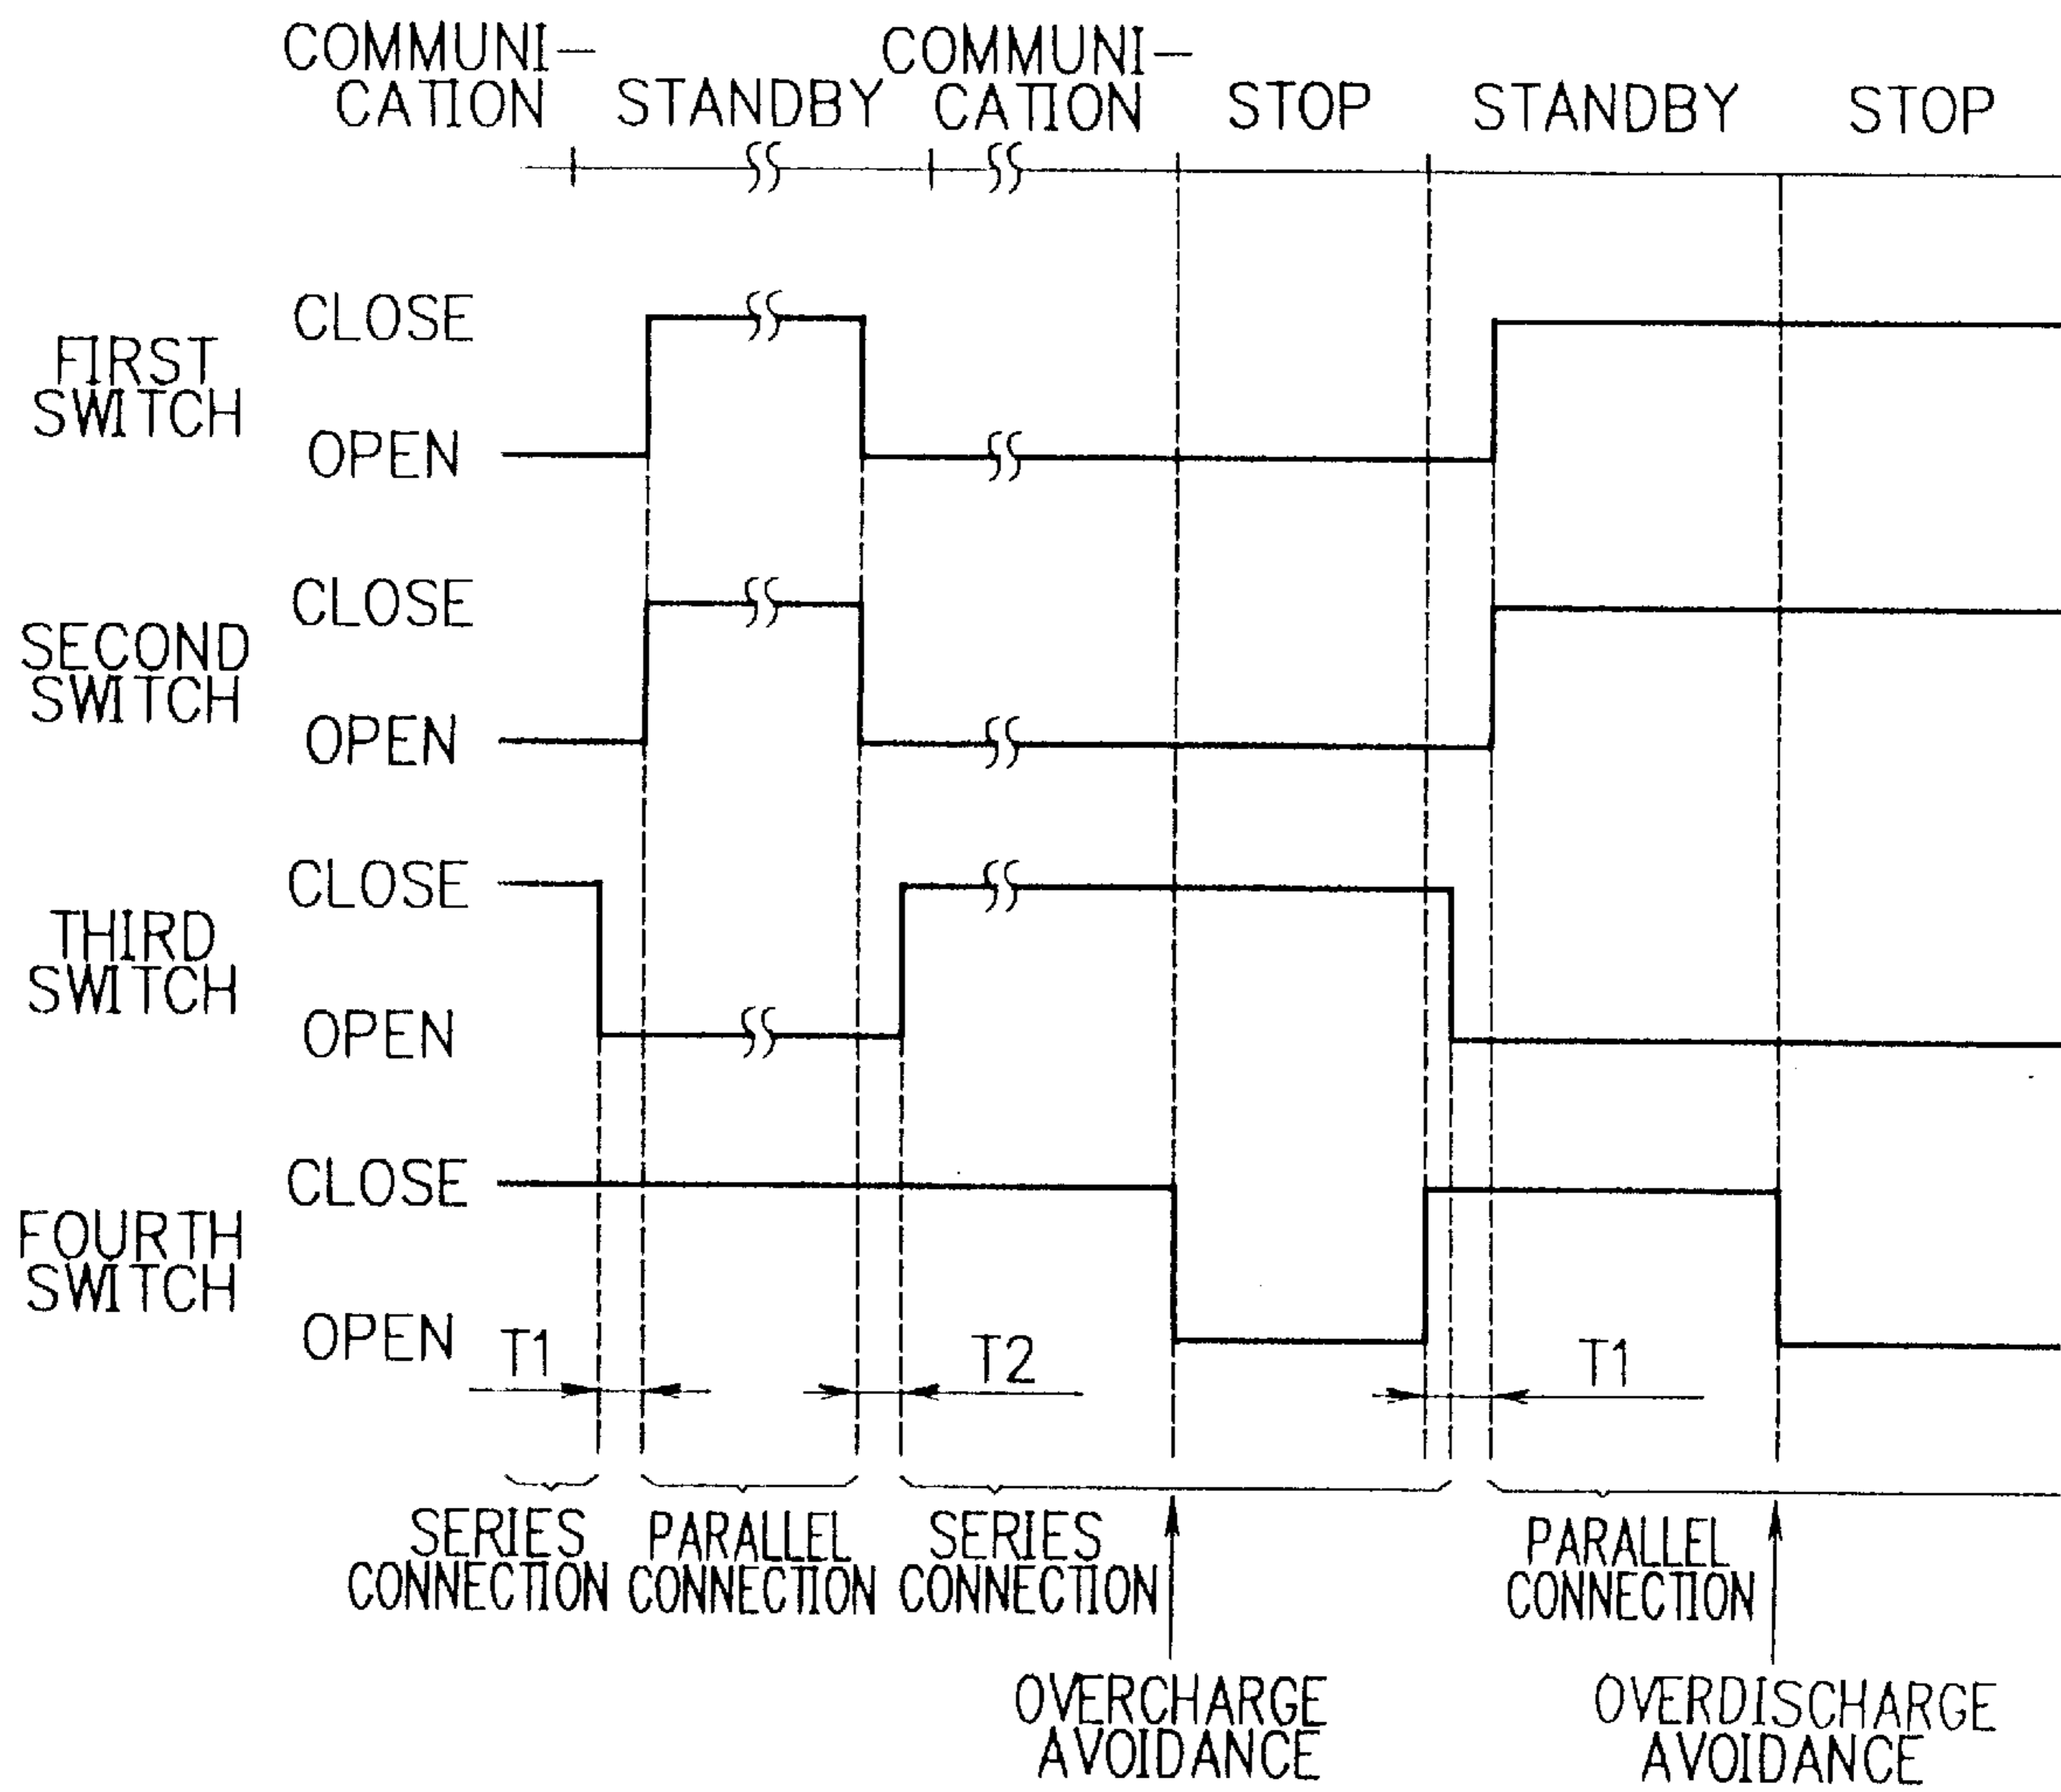 COMMUNI-
CATION
STANDBY
COMMUNI-
CATION
STOP
STANDBY
STOP
FIRST
SWITCH
CLOSE
OPEN
SECOND
SWITCH
CLOSE
OPEN
THIRD
SWITCH
CLOSE
OPEN
FOURTH
SWITCH
CLOSE
OPEN
T1
T2
T1
SERIES
CONNECTION
PARALLEL
CONNECTION
SERIES
CONNECTION
PARALLEL
CONNECTION
OVERCHARGE
AVOIDANCE
OVERDISCHARGE
AVOIDANCE